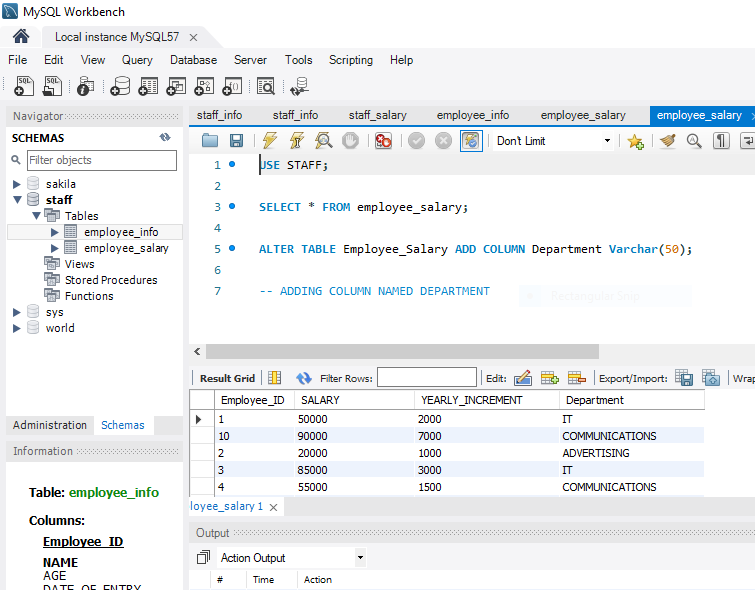 MySQL Workbench
Local instance MySQL57
File Edit View Query Database Server Tools Scripting Help
Navigator
SCHEMAS
Filter objects
sakila
staff
Tables
employee_info
employee_salary
Views
Stored Procedures
Functions
sys
world
Administration Schemas
Information
Table: employee_info
Columns:
Employee_ID
NAME
AGE
DATE_OF_ENTRY
staff_info staff_info staff_salary employee_info employee_salary employee_salary
Don't Limit
1 USE STAFF;
2
3 SELECT * FROM employee_salary;
4
5 ALTER TABLE Employee_Salary ADD COLUMN Department Varchar(50);
6
7 -- ADDING COLUMN NAMED DEPARTMENT
Rectangular Snip
Result Grid Filter Rows: Edit: Export/Import: Wrap
Employee_ID SALARY YEARLY_INCREMENT Department
1 50000 2000 IT
10 90000 7000 COMMUNICATIONS
2 20000 1000 ADVERTISING
3 85000 3000 IT
4 55000 1500 COMMUNICATIONS
loyee_salary 1
Output
Action Output
# Time Action